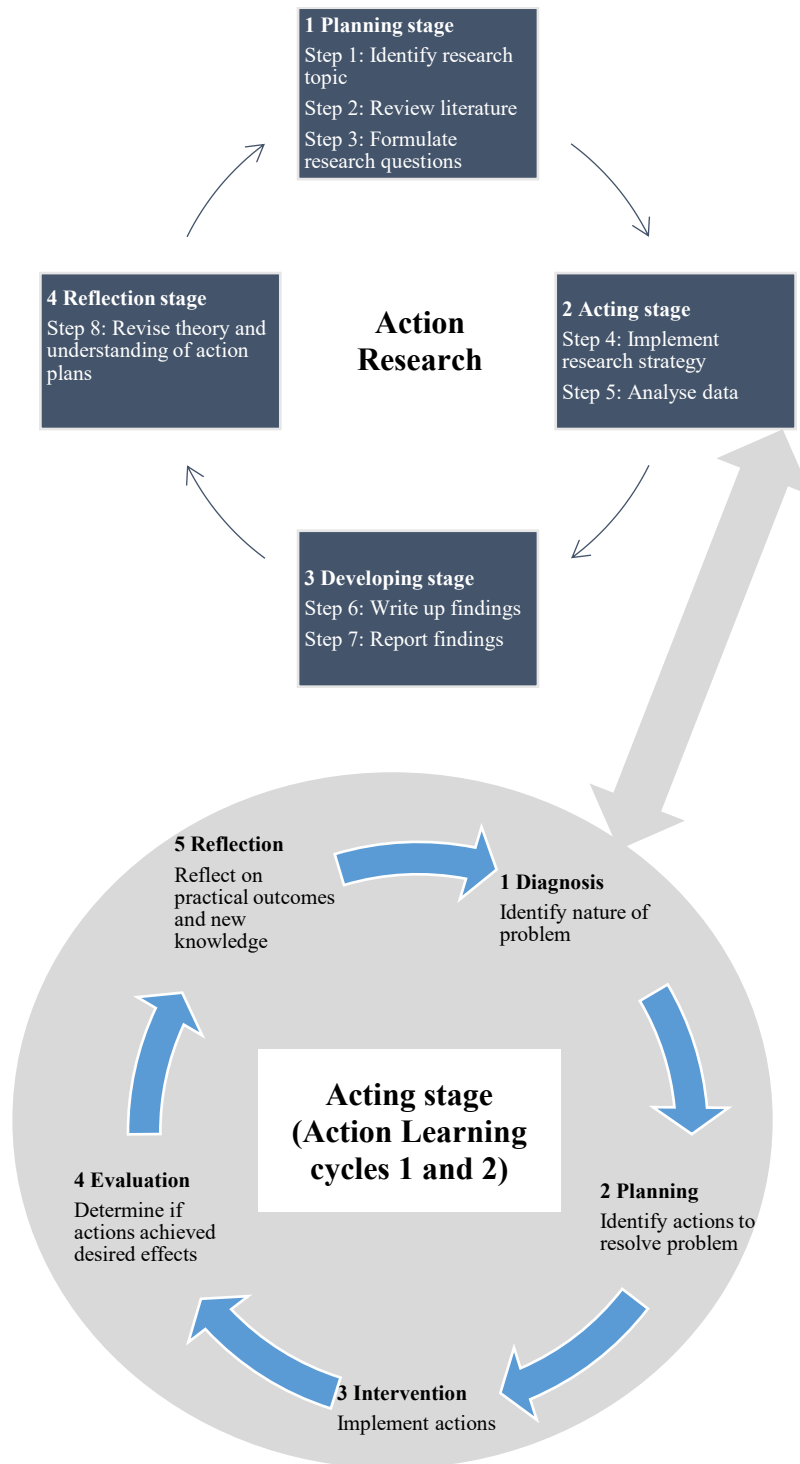 1 Planning stage
Step 1: Identify research
topic
Step 2: Review literature
Step 3: Formulate
research questions
4 Reflection stage
Step 8: Revise theory and
understanding of action
plans
Action
Research
2 Acting stage
Step 4: Implement
research strategy
Step 5: Analyse data
3 Developing stage
Step 6: Write up findings
Step 7: Report findings
5 Reflection
Reflect on
practical outcomes
and new
knowledge
1 Diagnosis
Identify nature of
problem
Acting stage
(Action Learning
cycles 1 and 2)
4 Evaluation
Determine if
actions achieved
desired effects
2 Planning
Identify actions to
resolve problem
3 Intervention
Implement actions